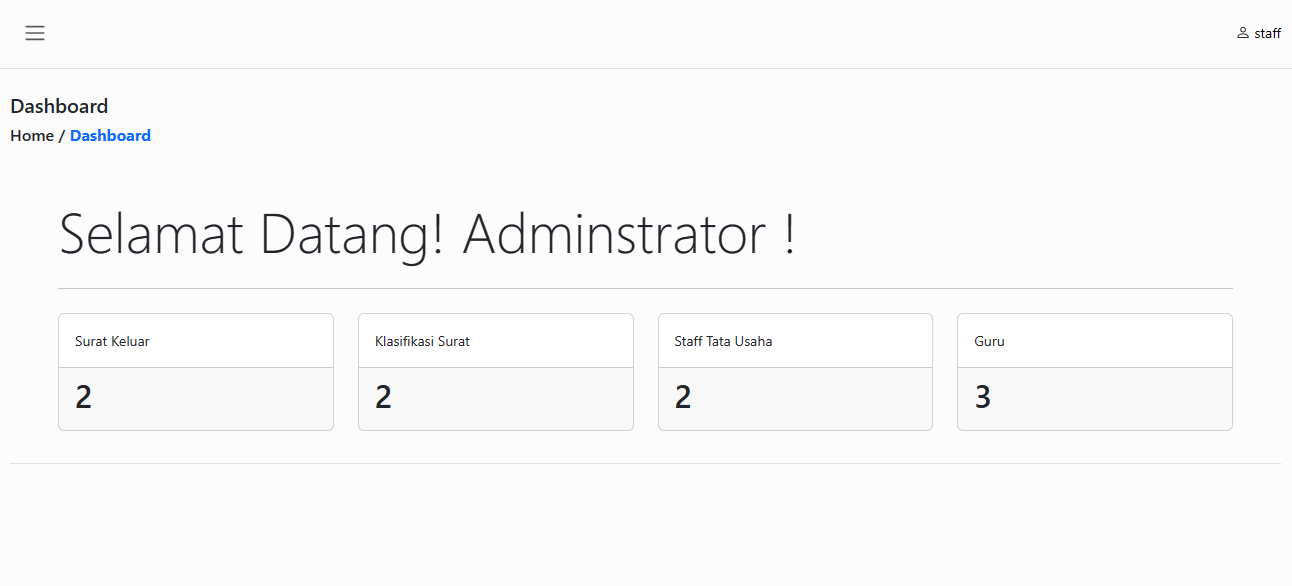 staff
Dashboard
Home / Dashboard
Selamat Datang! Adminstrator !
Surat Keluar
Klasifikasi Surat
Staff Tata Usaha
Guru
2
2
2
3